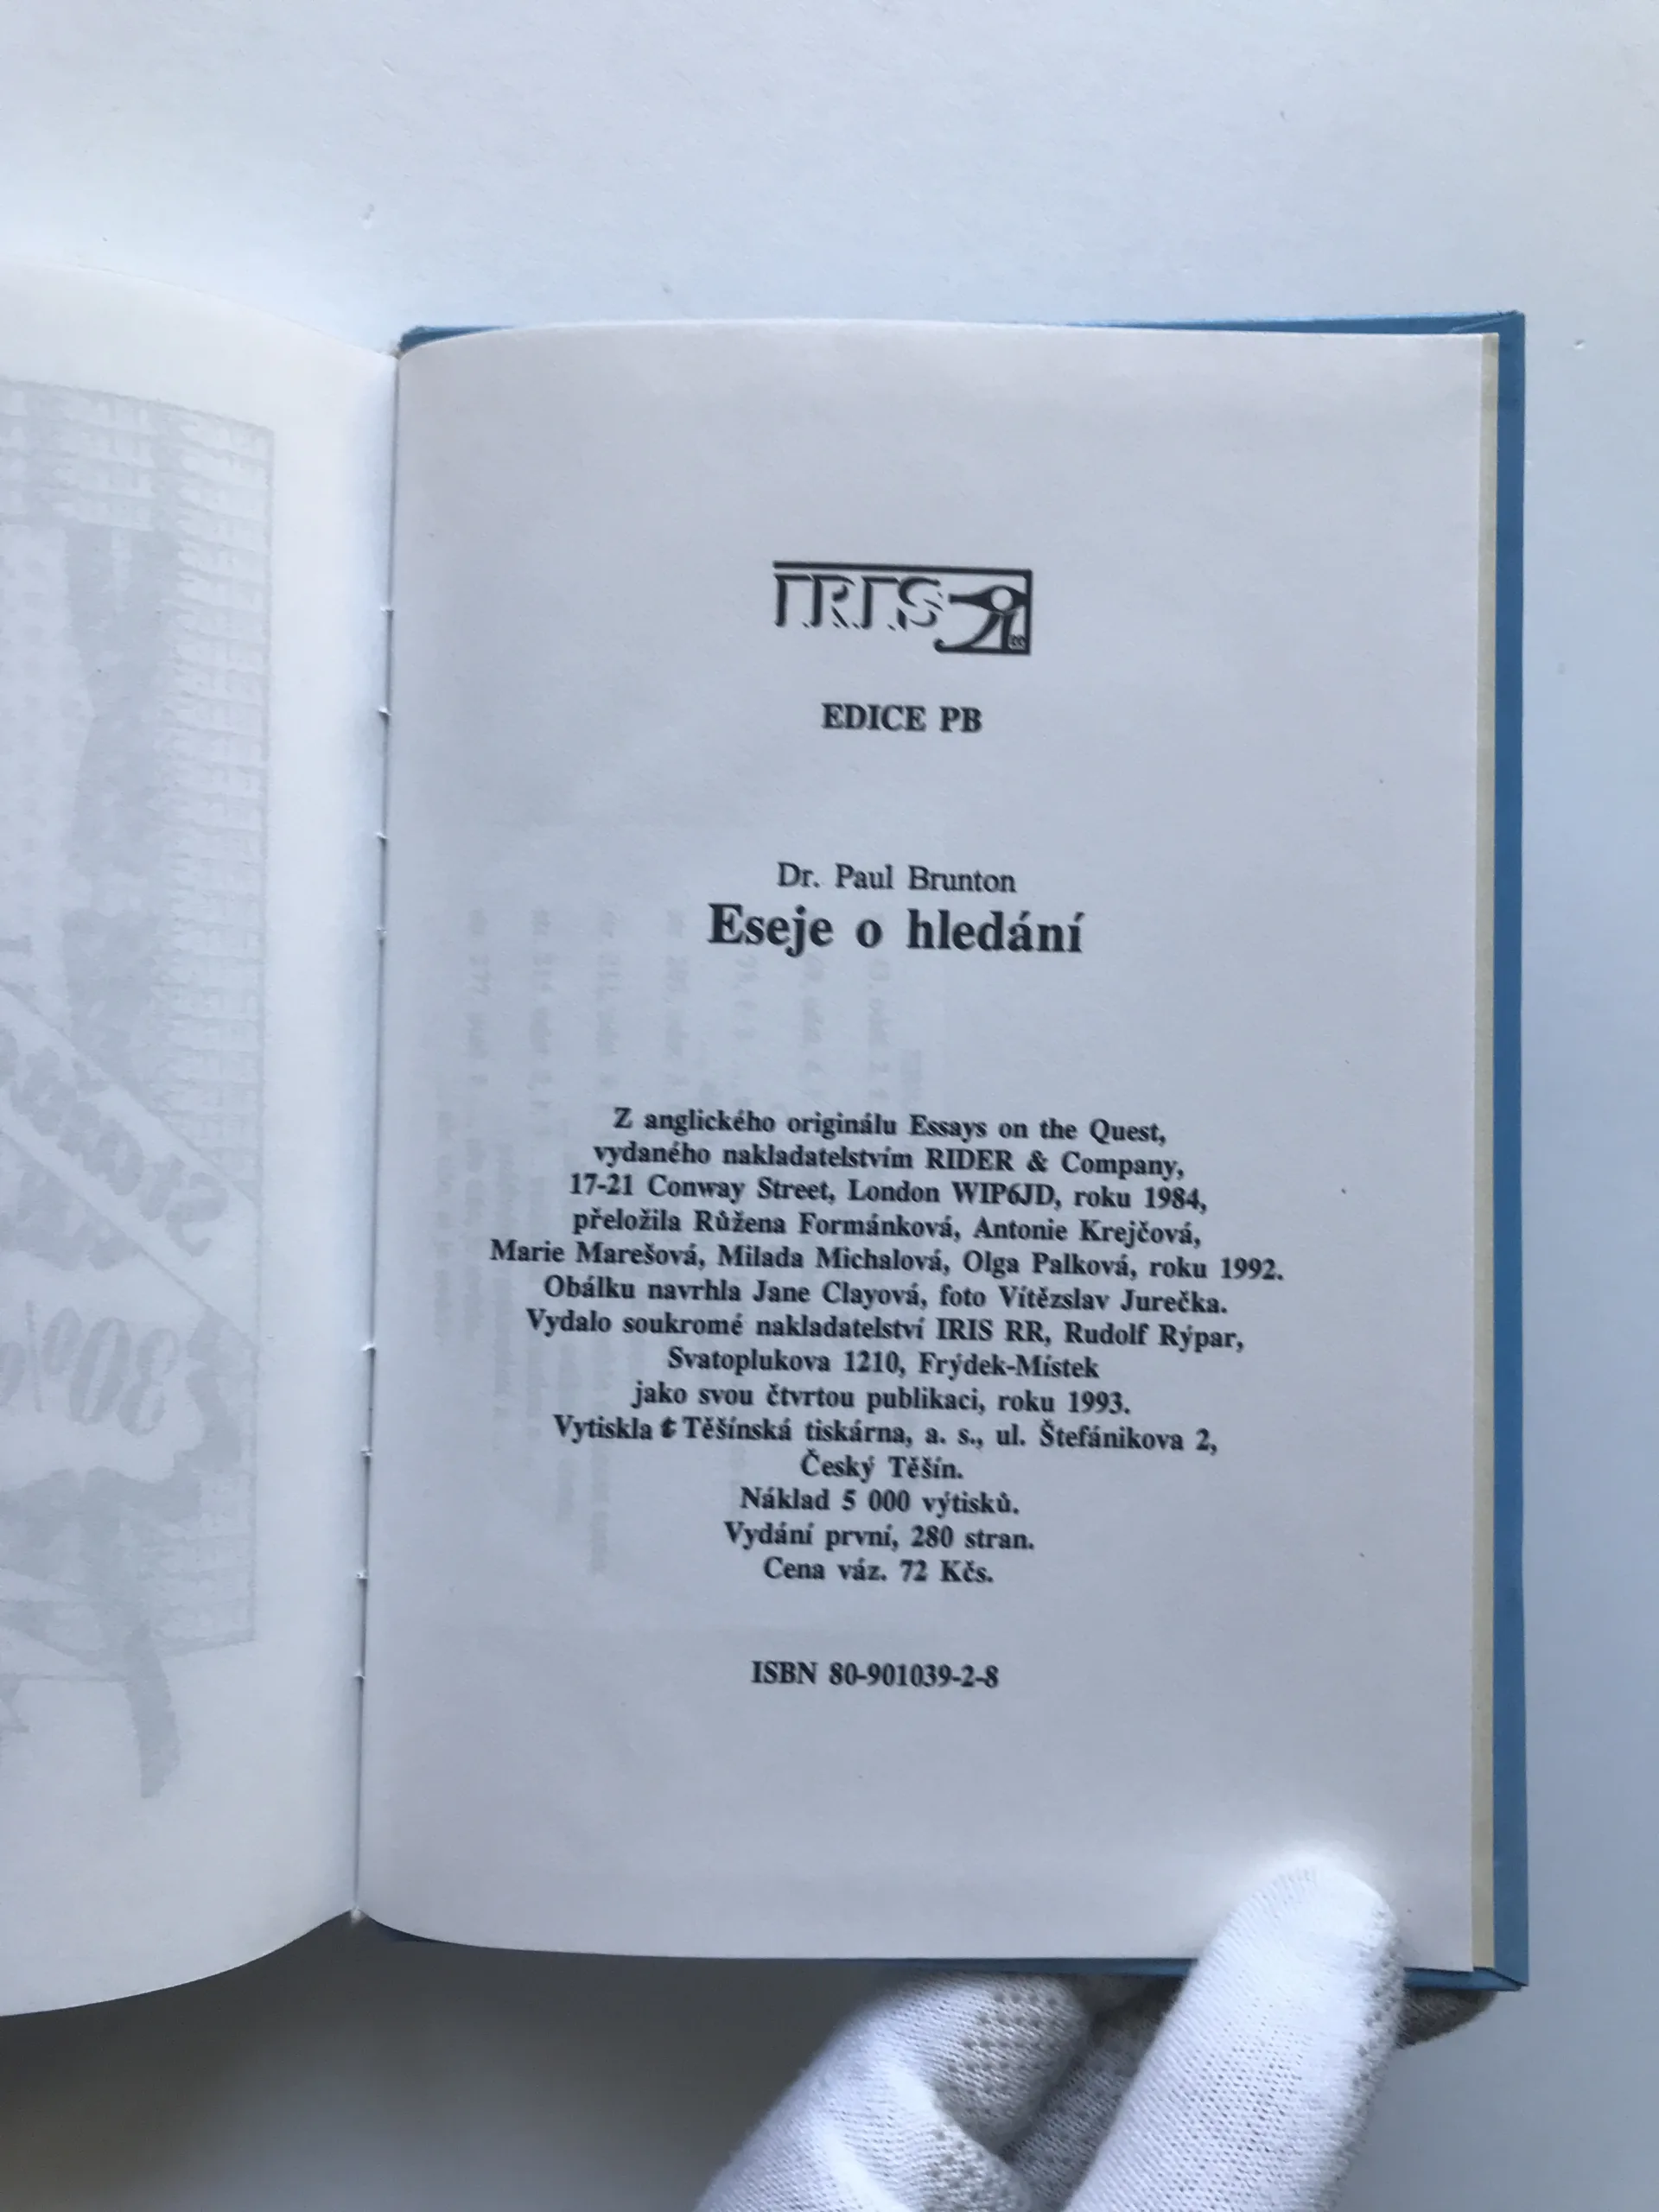 IRIS
EDICE PB
Dr. Paul Brunton
Eseje o hledání
Z anglického originálu Essays on the Quest,
vydaného nakladatelstvím RIDER & Company,
17-21 Conway Street, London WIP6JD, roku 1984,
přeložila Růžena Formánková, Antonie Krejčová,
Marie Marešová, Milada Michalová, Olga Palková, roku 1992.
Obálku navrhla Jane Clayová, foto Vítězslav Jurečka.
Vydalo soukromé nakladatelství IRIS RR, Rudolf Rýpar,
Svatoplukova 1210, Frýdek-Místek
jako svou čtvrtou publikaci, roku 1993.
Vytiskla t Těšínská tiskárna, a. s., ul. Štefánikova 2,
Český Těšín.
Náklad 5 000 výtisků.
Vydání první, 280 stran.
Cena váz. 72 Kčs.
ISBN 80-901039-2-8